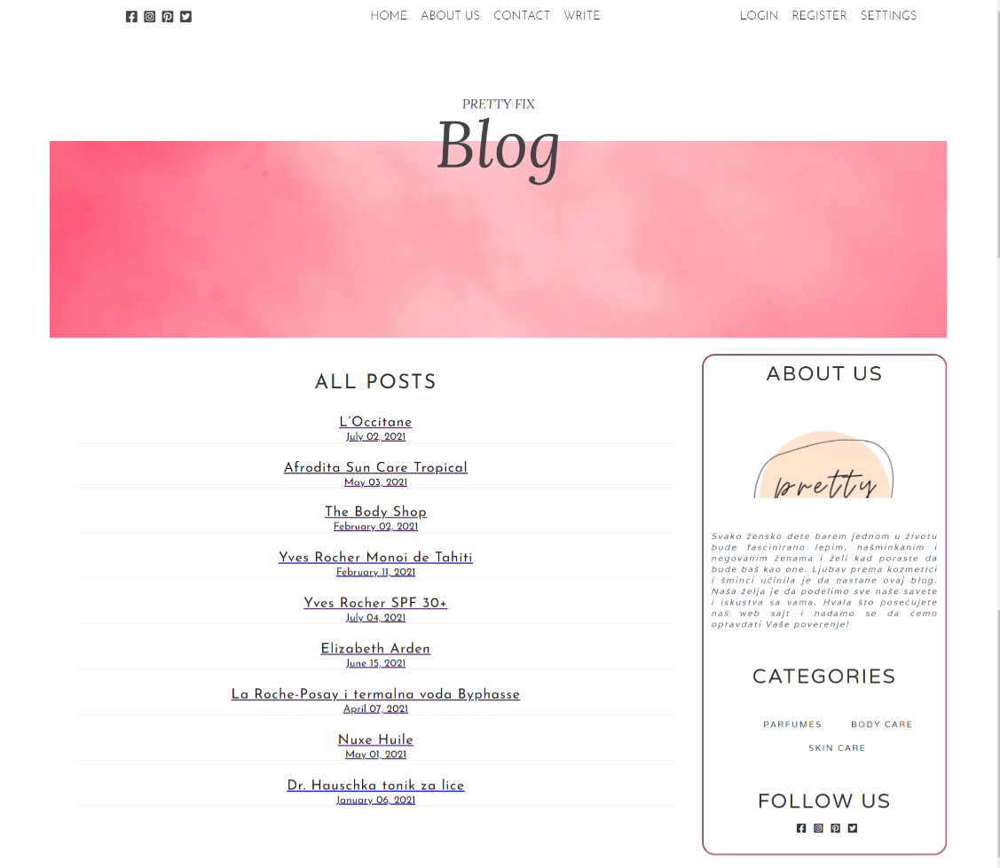 HOME ABOUT US CONTACT WRITE
LOGIN REGISTER SETTINGS
PRETTY FIX
Blog
ALL POSTS
L'Occitane
July 02, 2021
Afrodita Sun Care Tropical
May 03, 2021
The Body Shop
February 02, 2021
Yves Rocher Monoi de Tahiti
February 11, 2021
Yves Rocher SPF 30+
July 04, 2021
Elizabeth Arden
June 15, 2021
La Roche-Posay i termalna voda Byphasse
April 07, 2021
Nuxe Huile
May 01, 2021
Dr. Hauschka tonik za lice
January 06, 2021
ABOUT US
pretty
Svako žensko dete barem jednom u životu
bude fascinirano lepim, našminkanim i
negovanim ženama i želi kad poraste da
bude baš kao one. Ljubav prema kozmetici
i šminci učinila je da nastane ovaj blog.
Naša želja je da podelimo sve naše savete
i iskustva sa vama. Hvala što posećujete
naš web sajt i nadamo se da ćemo
opravdati Vaše poverenje!
CATEGORIES
PARFUMES BODY CARE
SKIN CARE
FOLLOW US